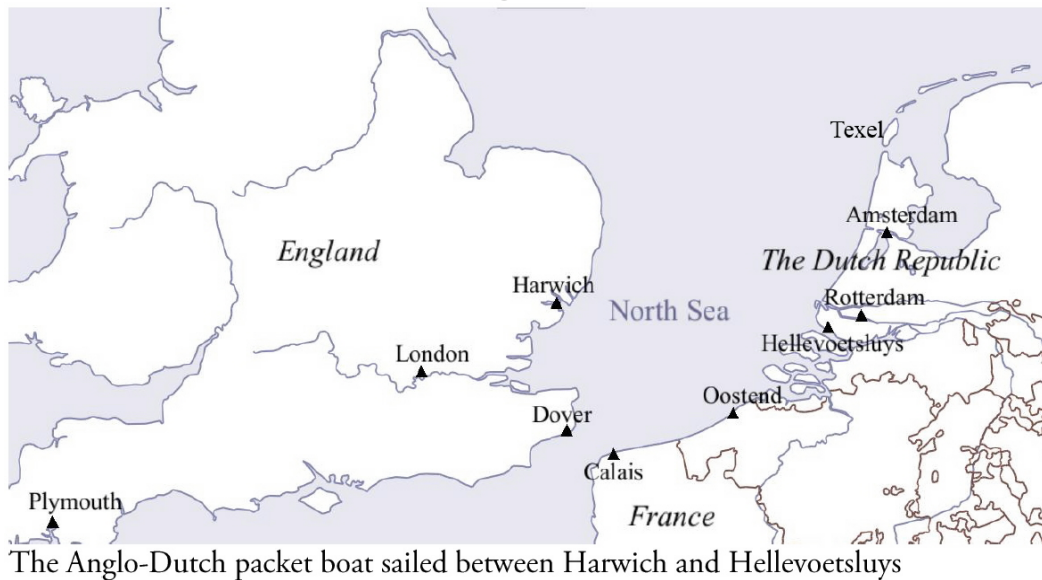 Texel
Amsterdam
England
The Dutch Republic
Harwich
Rotterdam
North Sea
Hellevoetsluys
London
Oostend
Dover
Calais
Plymouth
France
The Anglo-Dutch packet boat sailed between Harwich and Hellevoetsluys